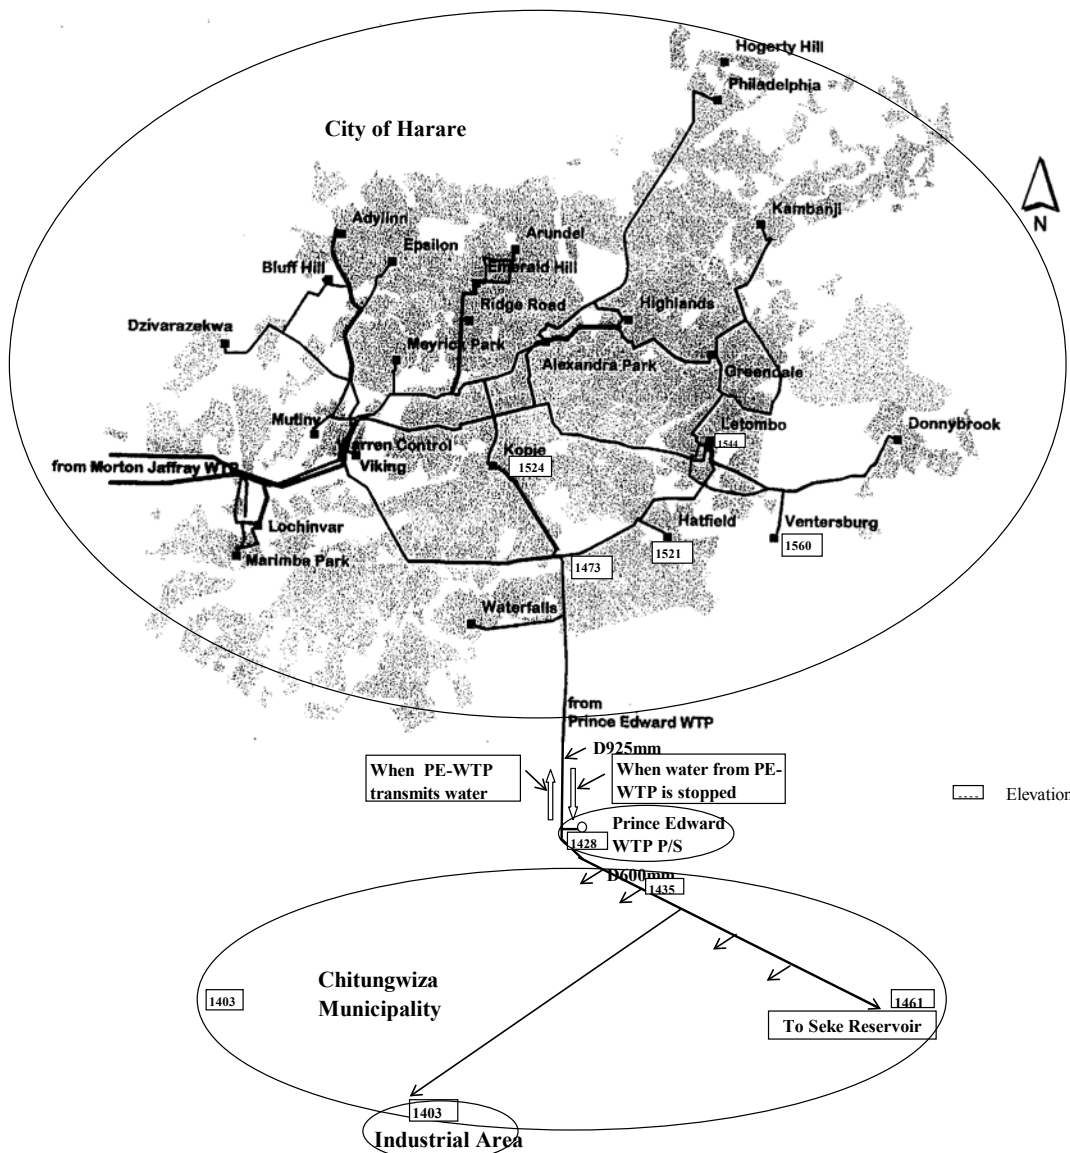 Hogerty Hill
Philadelphia
City of Harare
N
Kambanji
Adylinn
Epsilon
Arundel
Bluff Hill
Emerald Hill
Ridge Road
Highlands
Dzivarazekwa
Meyrick Park
Alexandra Park
Greendale
Mufiny
Letombo
1544
Donnybrook
Warren Control
Kopie
1524
from Morton Jaffray WTP
Viking
Lochinvar
Hatfield
1521
Ventersburg
1560
Marimba Park
1473
Waterfalls
from
Prince Edward WTP
D925mm
When PE-WTP
transmits water
When water from PE-
WTP is stopped
Elevation
Prince Edward
WTP P/S
1428
D600mm
1435
Chitungwiza
Municipality
1403
1461
To Seke Reservoir
1403
Industrial Area